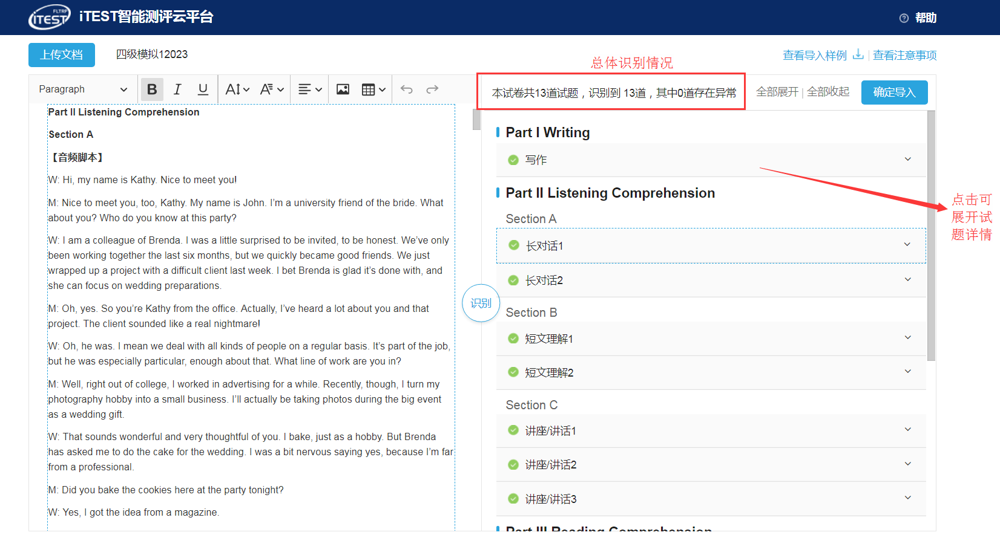 FLTRP
iTEST
iTEST智能测评云平台
帮助
上传文档
四级模拟12023
总体识别情况
查看导入样例
查看注意事项
Paragraph
B I U
本试卷共13道试题，识别到 13道，其中0道存在异常
全部展开 | 全部收起
确定导入
Part II Listening Comprehension
Section A
【音频脚本】
W: Hi, my name is Kathy. Nice to meet you!
M: Nice to meet you, too, Kathy. My name is John. I’m a university friend of the bride. What
about you? Who do you know at this party?
W: I am a colleague of Brenda. I was a little surprised to be invited, to be honest. We’ve only
been working together the last six months, but we quickly became good friends. We just
wrapped up a project with a difficult client last week. I bet Brenda is glad it’s done with, and
she can focus on wedding preparations.
M: Oh, yes. So you’re Kathy from the office. Actually, I’ve heard a lot about you and that
project. The client sounded like a real nightmare!
W: Oh, he was. I mean we deal with all kinds of people on a regular basis. It’s part of the job,
but he was especially particular, enough about that. What line of work are you in?
M: Well, right out of college, I worked in advertising for a while. Recently, though, I turn my
photography hobby into a small business. I’ll actually be taking photos during the big event
as a wedding gift.
W: That sounds wonderful and very thoughtful of you. I bake, just as a hobby. But Brenda
has asked me to do the cake for the wedding. I was a bit nervous saying yes, because I’m far
from a professional.
M: Did you bake the cookies here at the party tonight?
W: Yes, I got the idea from a magazine.
识别
Part I Writing
写作
Part II Listening Comprehension
Section A
长对话1
长对话2
Section B
短文理解1
短文理解2
Section C
讲座/讲话1
讲座/讲话2
讲座/讲话3
Part III Reading Comprehension
点击可
展开试
题详情